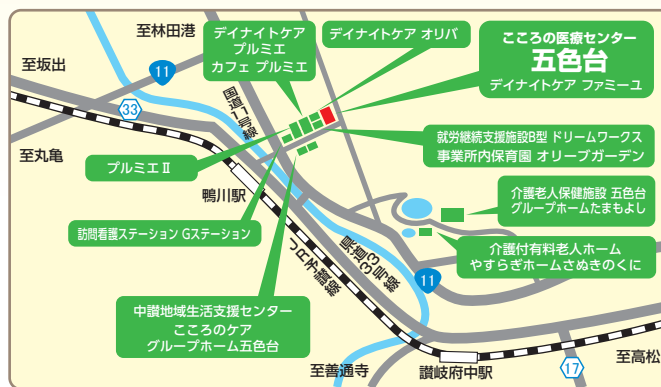 至林田港
至坂出
11
33
国道11号線
至丸亀
デイナイトケア
プルミエ
カフェ プルミエ
デイナイトケア オリバ
こころの医療センター
五色台
デイナイトケア ファミーユ
就労継続支援施設B型 ドリームワークス
事業所内保育園 オリーブガーデン
プルミエⅡ
鴨川駅
訪問看護ステーション Gステーション
介護老人保健施設 五色台
グループホームたまもよし
介護付有料老人ホーム
やすらぎホームさぬきのくに
県道33号線
JR予讃線
11
中讃地域生活支援センター
こころのケア
グループホーム五色台
至善通寺
讃岐府中駅
17
至高松